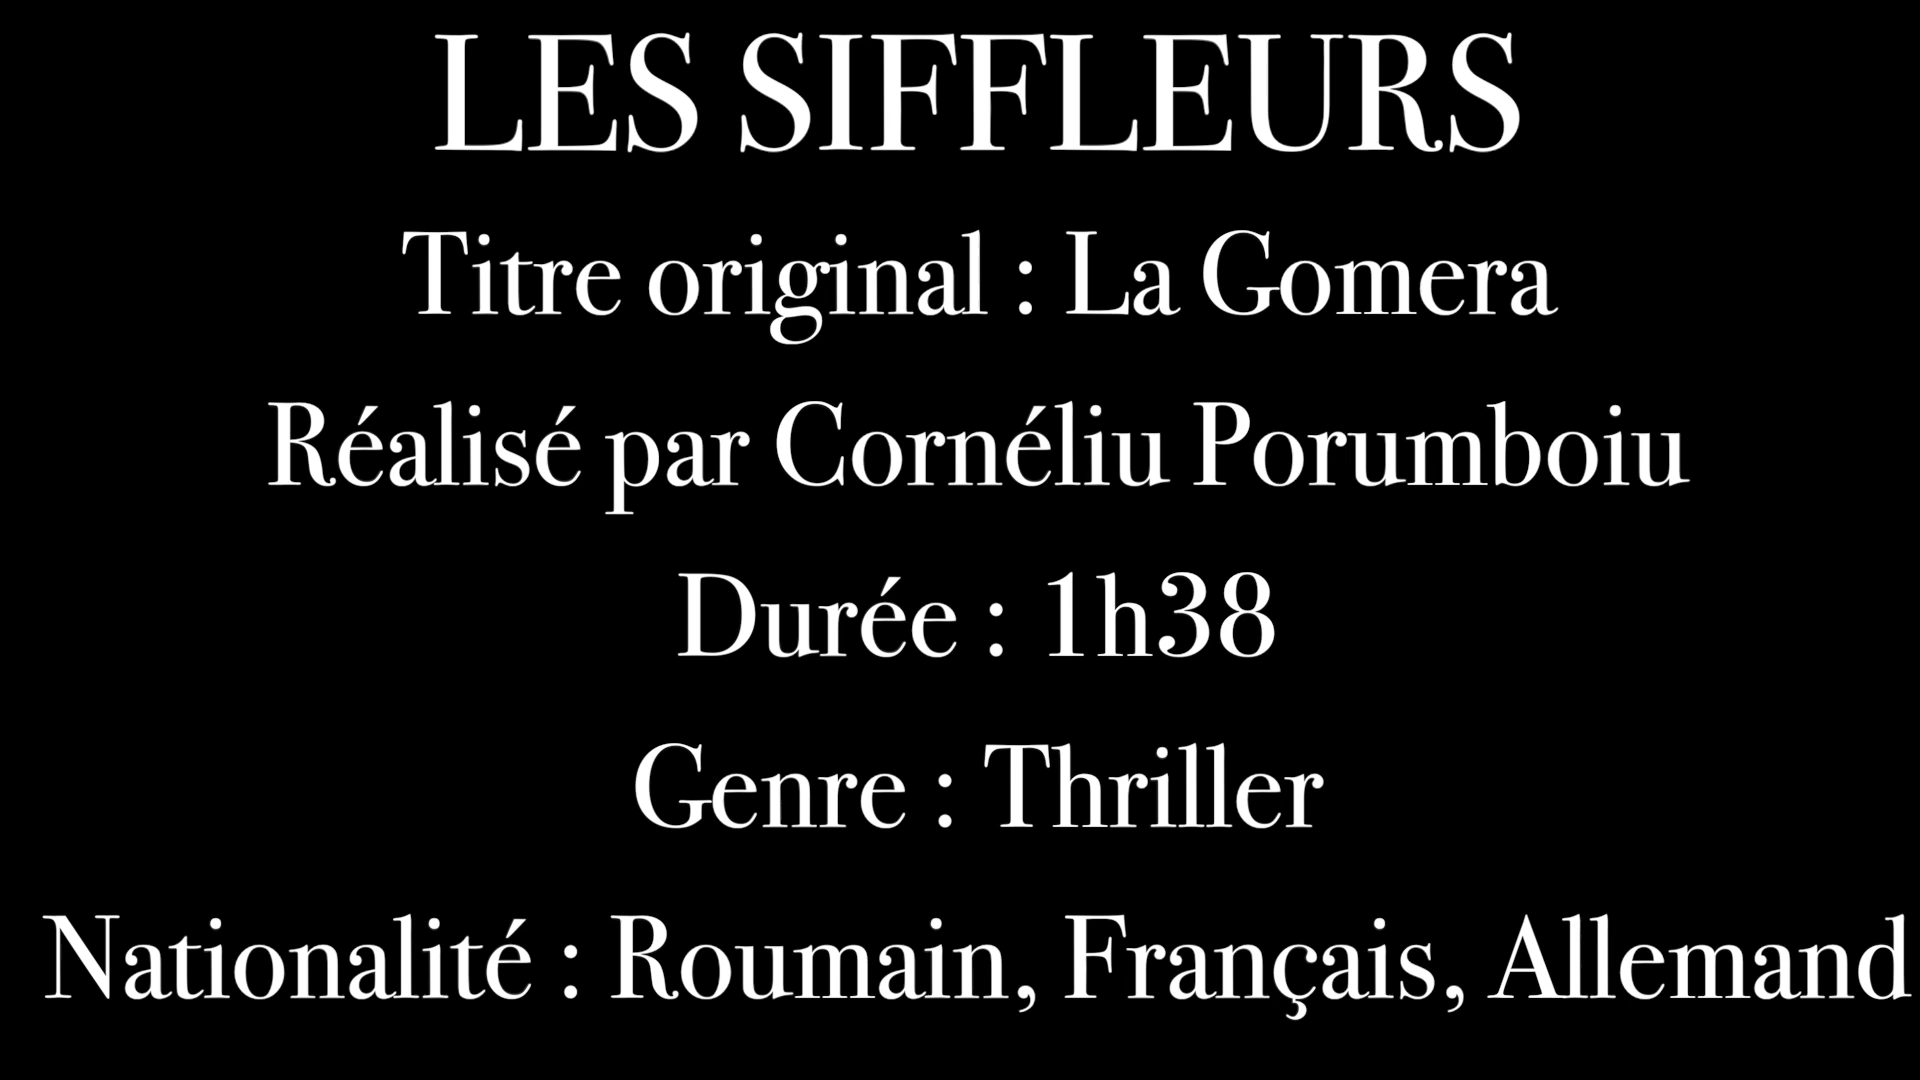 LES SIFFLEURS
Titre original : La Gomera
Réalisé par Cornéliu Porumboiu
Durée : 1h38
Genre : Thriller
Nationalité : Roumain, Français, Allemand